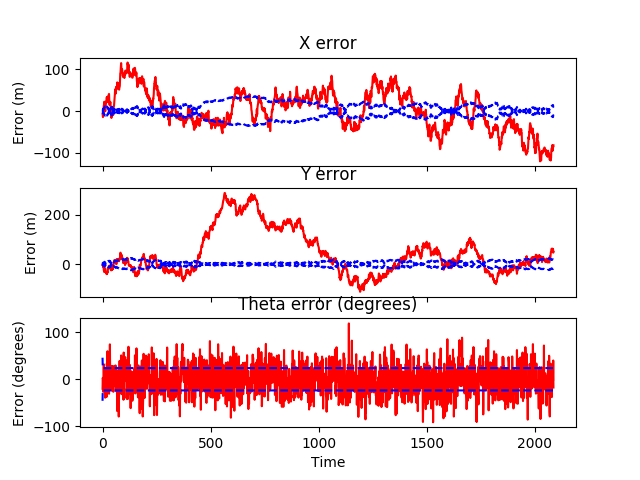 X error
100
0
−100
Error (m)
Y error
200
0
Error (m)
Theta error (degrees)
100
0
−100
Error (degrees)
0 500 1000 1500 2000
Time